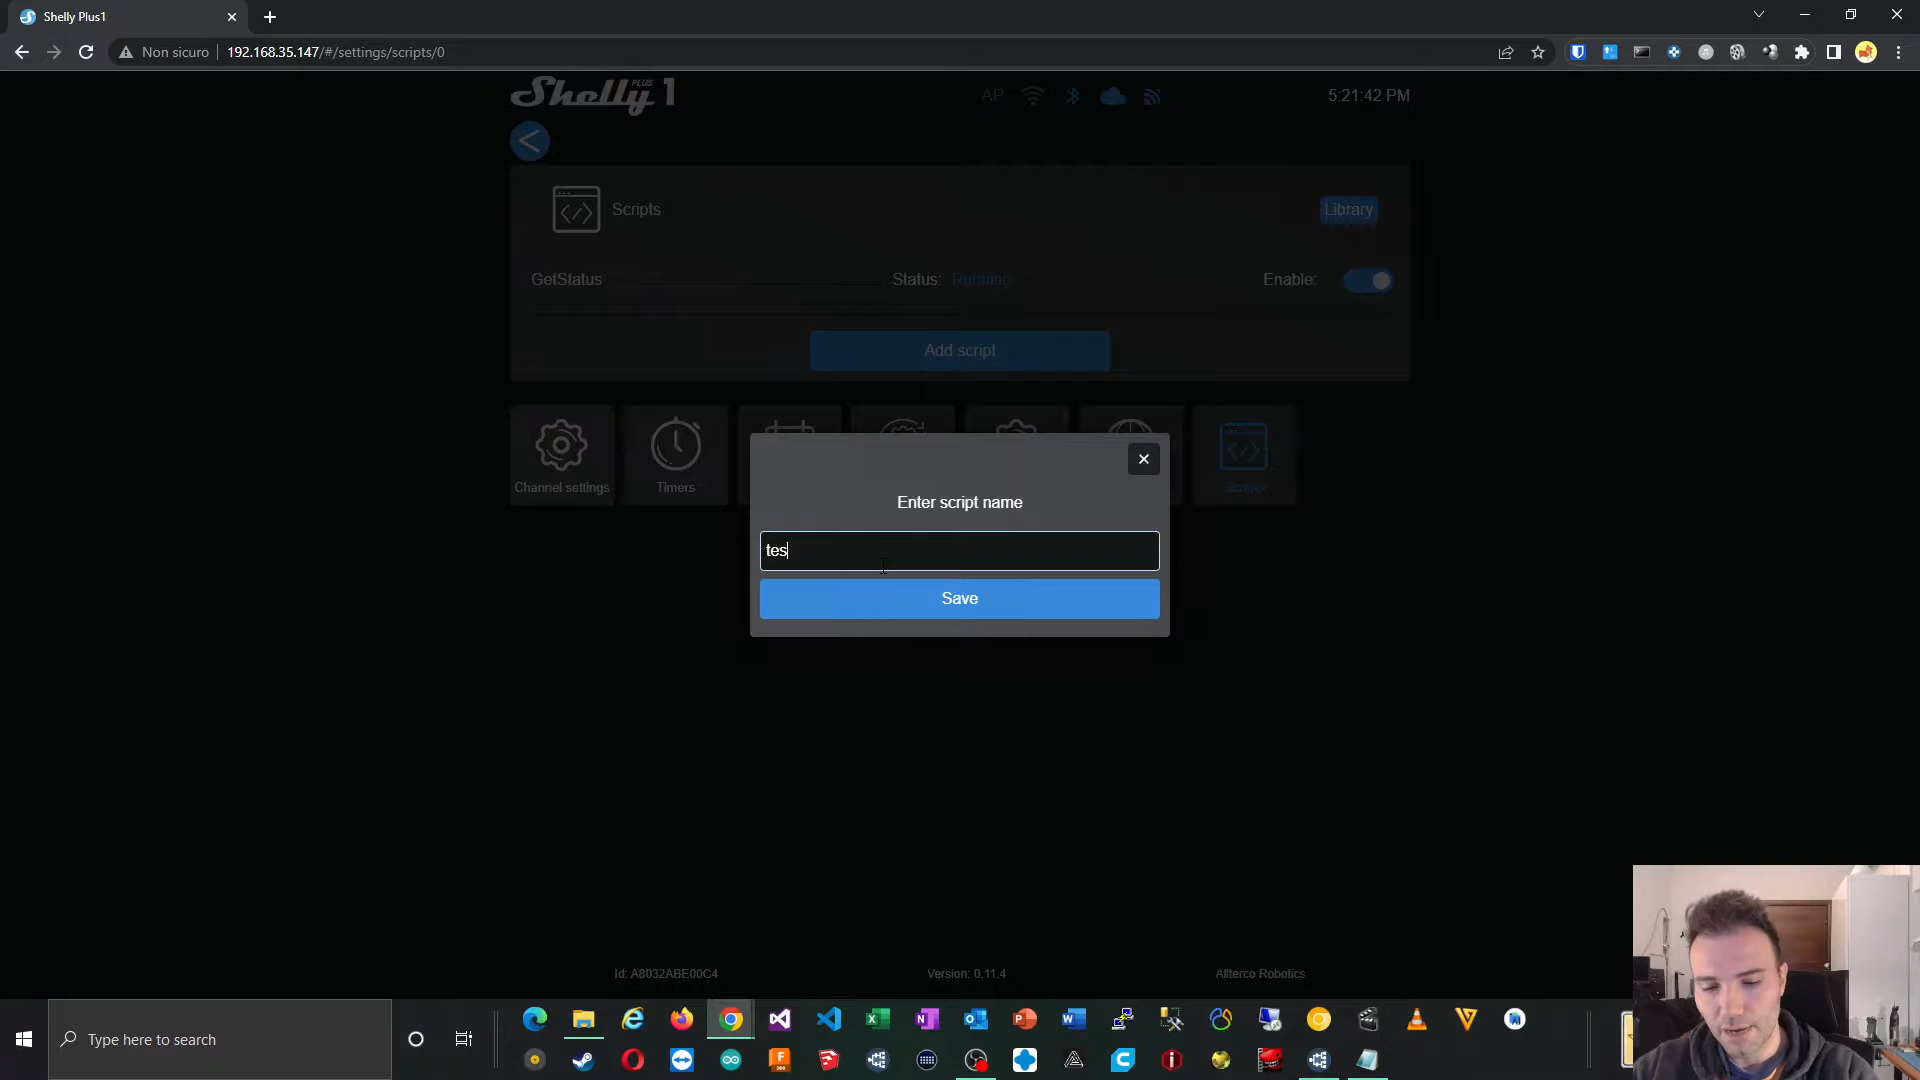 Shelly Plus1
Non sicuro
192.168.35.147/#/settings/scripts/0
Shelly PLUS 1
AP
5:21:42 PM
Scripts
Library
GetStatus
Status: Running
Enable:
Add script
Channel settings
Timers
Enter script name
tes
Save
Id: A8032ABE00C4
Version: 0.11.4
Allterco Robotics
Type here to search